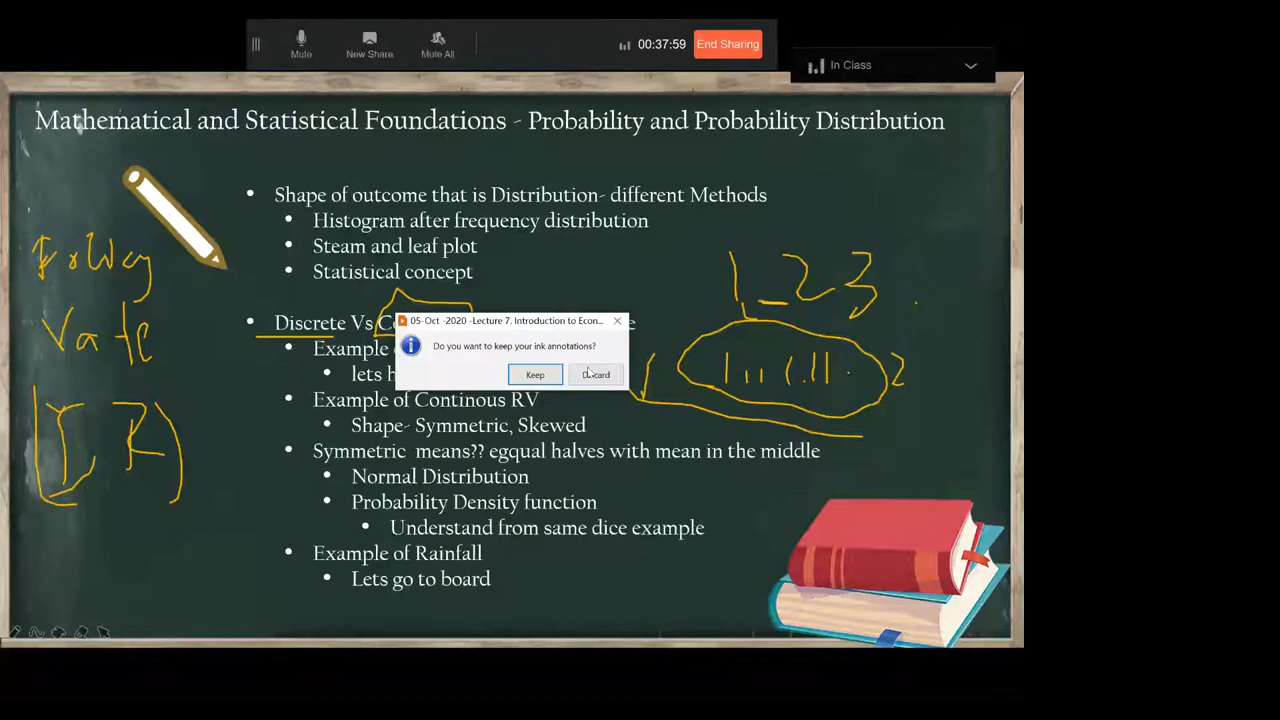 00:37:59 End Sharing
Mute New Share Mute All
In Class
Mathematical and Statistical Foundations - Probability and Probability Distribution
• Shape of outcome that is Distribution- different Methods
• Histogram after frequency distribution
• Steam and leaf plot
• Statistical concept
1 2 3
• Discrete Vs
05-Oct -2020 -Lecture 7. Introduction to Econ...
Do you want to keep your ink annotations?
Keep Discard
• Example
• lets
2
• Example of Continous RV
• Shape- Symmetric, Skewed
• Symmetric means?? egqual halves with mean in the middle
• Normal Distribution
• Probability Density function
• Understand from same dice example
• Example of Rainfall
• Lets go to board